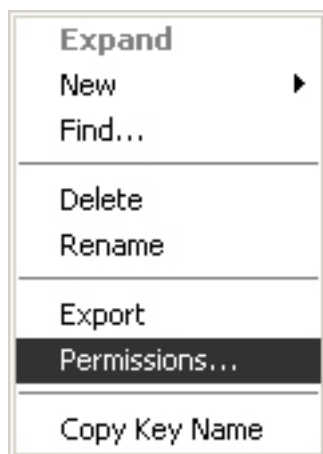 Expand
New
Find...
Delete
Rename
Export
Permissions...
Copy Key Name